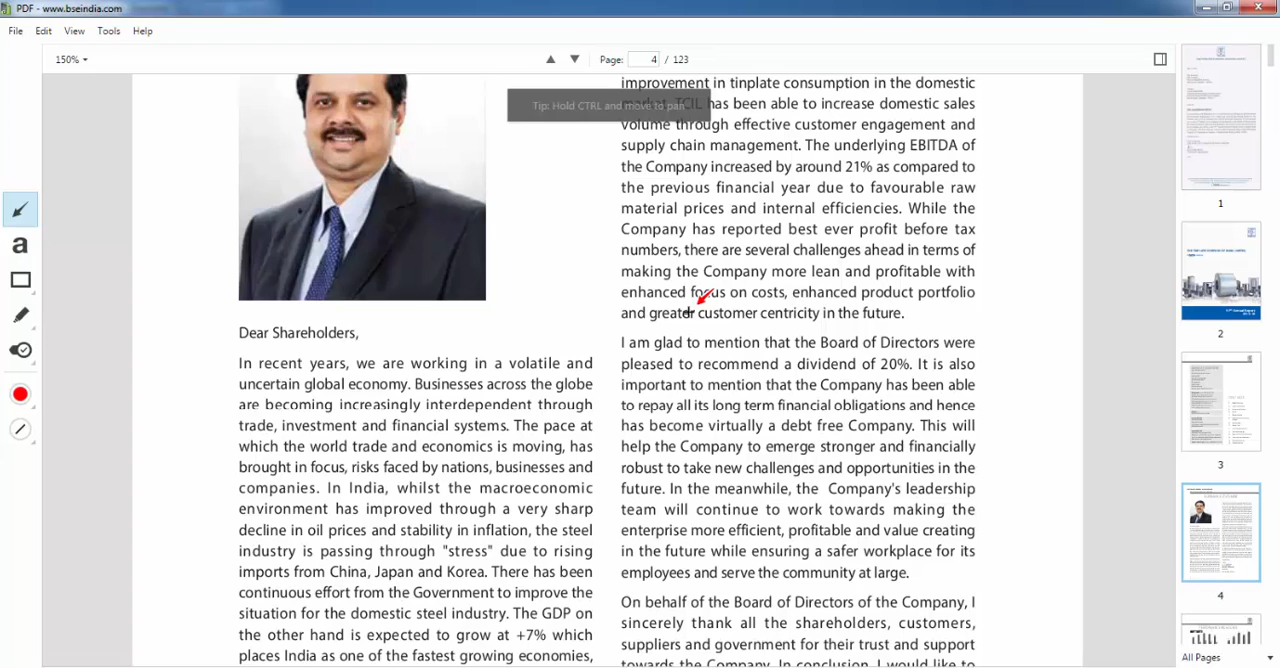 PDF - www.bseindia.com
File Edit View Tools Help
150% Page: 4 / 123
Tip: Hold CTRL and move to pan
Dear Shareholders,
In recent years, we are working in a volatile and
uncertain global economy. Businesses across the globe
are becoming increasingly interdependent through
trade, investment and financial system. The pace at
which the world trade and economics is moving, has
brought in focus, risks faced by nations, businesses and
companies. In India, whilst the macroeconomic
environment has improved through very sharp
decline in oil price and stability in inflation, the steel
industry is passing through "stress" due to rising
imports from China, Japan & Korea. There has been
continuous effort from the Government to improve the
situation for the domestic steel industry. The GDP on
the other hand is expected to grow at +7% which
places India as one of the fastest growing economies,
improvement in tinplate consumption in the domestic
market, TCIL has been able to increase domestic sales
volume through effective customer engagement and
supply chain management. The underlying EBITDA of
the Company increased by around 21% as compared to
the previous financial year due to favourable raw
material prices and internal efficiencies. While the
Company has reported best ever profit before tax
numbers, there are several challenges ahead in terms of
making the Company more lean and profitable with
enhanced focus on costs, enhanced product portfolio
and greater customer centricity in the future.
I am glad to mention that the Board of Directors were
pleased to recommend a dividend of 20%. It is also
important to mention that the Company has been able
to repay all its long term financial obligations and hence
has become virtually a debt free Company. This will
help the Company emerge stronger and financially
robust to take new challenges and opportunities in the
future. In the meanwhile, the Company's leadership
team will continue to work towards making the
Company more efficient, profitable and value creating
in the future while ensuring a safer workplace for its
employees and serve the community at large.
On behalf of the Board of Directors of the Company, I
sincerely thank all the shareholders, customers,
suppliers and government for their trust and support
towards the Company. In conclusion, I would like to
a
1
2
3
4
All Pages